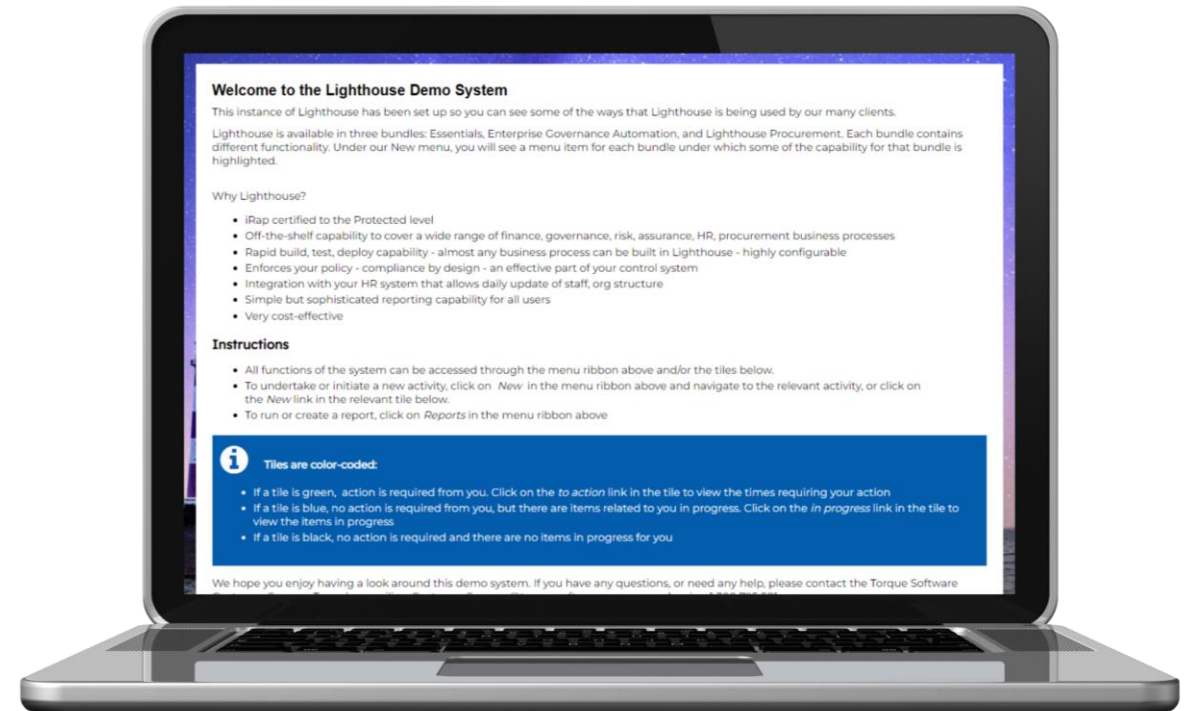 Welcome to the Lighthouse Demo System
This instance of Lighthouse has been set up so you can see some of the ways that Lighthouse is being used by our many clients.
Lighthouse is available in three bundles: Essentials, Enterprise Governance Automation, and Lighthouse Procurement. Each bundle contains
different functionality. Under our New menu, you will see a menu item for each bundle under which some of the capability for that bundle is
highlighted.
Why Lighthouse?
• iRap certified to the Protected level
• Off-the-shelf capability to cover a wide range of finance, governance, risk, assurance, HR, procurement business processes
• Rapid build, test, deploy capability - almost any business process can be built in Lighthouse - highly configurable
• Enforces your policy - compliance by design - an effective part of your control system
• Integration with your HR system that allows daily update of staff, org structure
• Simple but sophisticated reporting capability for all users
• Very cost-effective
Instructions
• All functions of the system can be accessed through the menu ribbon above and/or the tiles below.
• To undertake or initiate a new activity, click on New in the menu ribbon above and navigate to the relevant activity, or click on
the New link in the relevant tile below.
• To run or create a report, click on Reports in the menu ribbon above
Tiles are color-coded:
• If a tile is green, action is required from you. Click on the to action link in the tile to view the times requiring your action
• If a tile is blue, no action is required from you, but there are items related to you in progress. Click on the in progress link in the tile to
view the items in progress
• If a tile is black, no action is required and there are no items in progress for you
We hope you enjoy having a look around this demo system. If you have any questions, or need any help, please contact the Torque Software